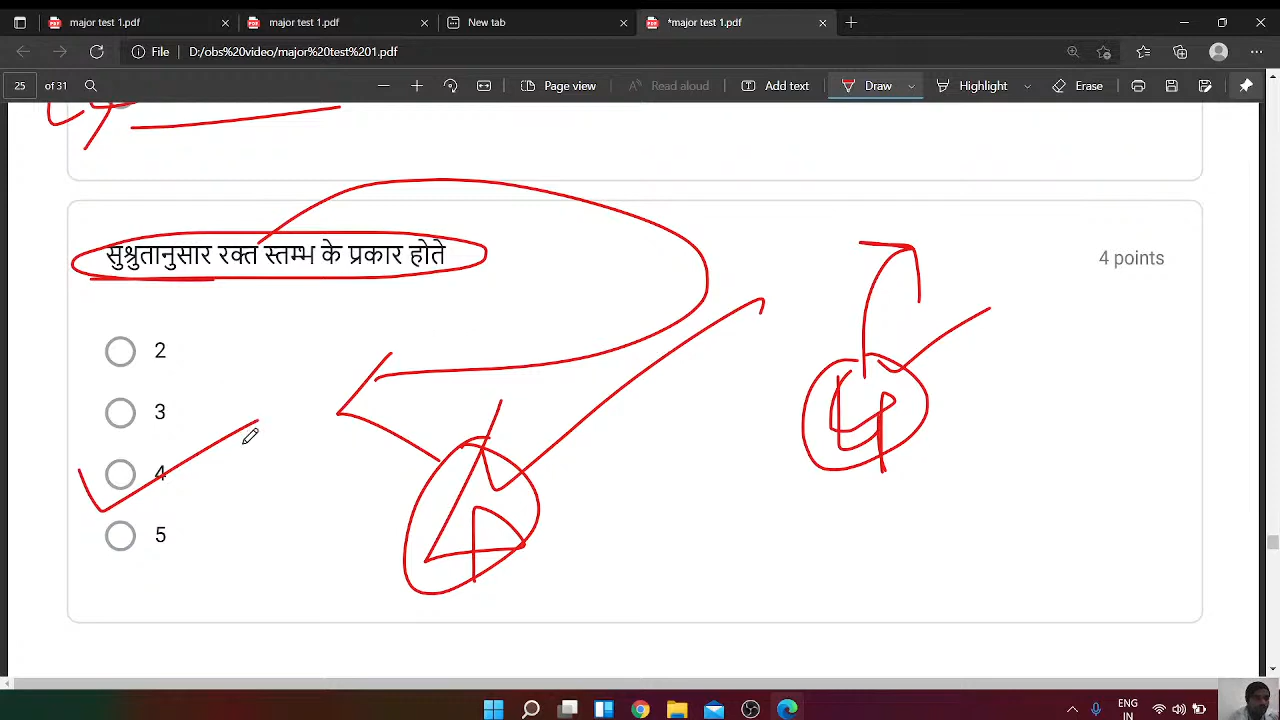 major test 1.pdf
major test 1.pdf
New tab
*major test 1.pdf
File
D:/obs%20video/major%20test%201.pdf
25 of 31
Page view
Read aloud
Add text
Draw
Highlight
Erase
सुश्रुतानुसार रक्त स्तम्भ के प्रकार होते
4 points
2
3
4
5
4
4
ENG
IN